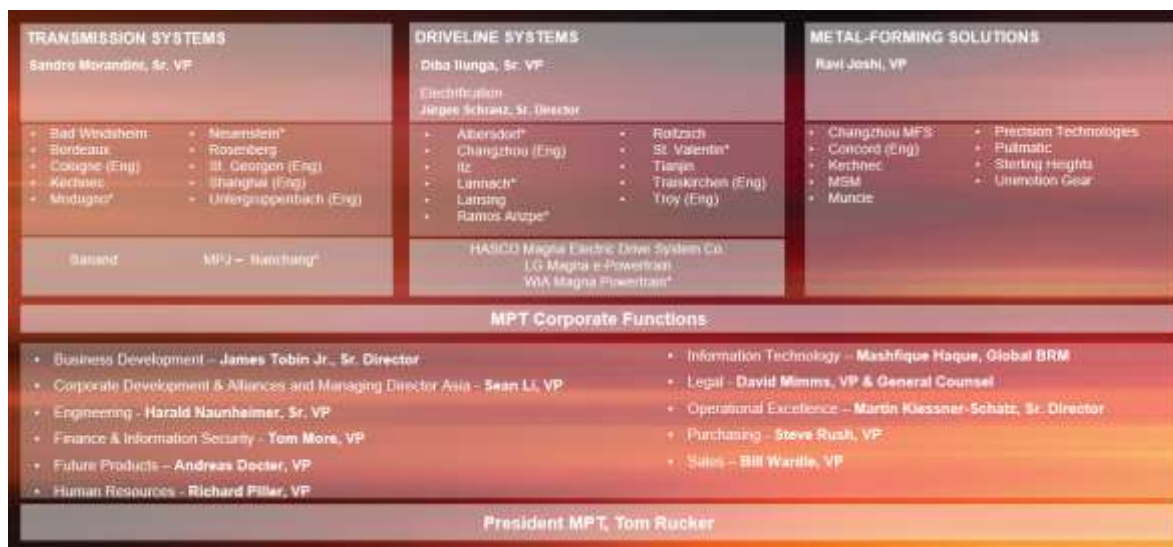 TRANSMISSION SYSTEMS
Sandro Morandini, Sr. VP
• Bad Windsheim
• Bordeaux
• Cologne (Eng)
• Kechnec
• Modugno*
• Neuenstein*
• Rosenberg
• St. Georgen (Eng)
• Shanghai (Eng)
• Untergruppenbach (Eng)
Sanand
MPJ – Nanchang*
DRIVELINE SYSTEMS
Diba Ilunga, Sr. VP
Electrification
Jürgen Schranz, Sr. Director
• Albersdorf*
• Changzhou (Eng)
• Ilz
• Lannach*
• Lansing
• Ramos Arizpe*
• Roitzsch
• St. Valentin*
• Tianjin
• Traiskirchen (Eng)
• Troy (Eng)
HASCO Magna Electric Drive System Co.
LG Magna e-Powertrain
WIA Magna Powertrain*
METAL-FORMING SOLUTIONS
Ravi Joshi, VP
• Changzhou MFS
• Concord (Eng)
• Kechnec
• MSM
• Muncie
• Precision Technologies
• Pullmatic
• Sterling Heights
• Unimotion Gear
MPT Corporate Functions
• Business Development – James Tobin Jr., Sr. Director
• Corporate Development & Alliances and Managing Director Asia - Sean Li, VP
• Engineering - Harald Naunheimer, Sr. VP
• Finance & Information Security - Tom More, VP
• Future Products – Andreas Docter, VP
• Human Resources - Richard Piller, VP
• Information Technology – Mashfique Haque, Global BRM
• Legal - David Mimms, VP & General Counsel
• Operational Excellence – Martin Kiessner-Schatz, Sr. Director
• Purchasing - Steve Rush, VP
• Sales – Bill Wardle, VP
President MPT, Tom Rucker